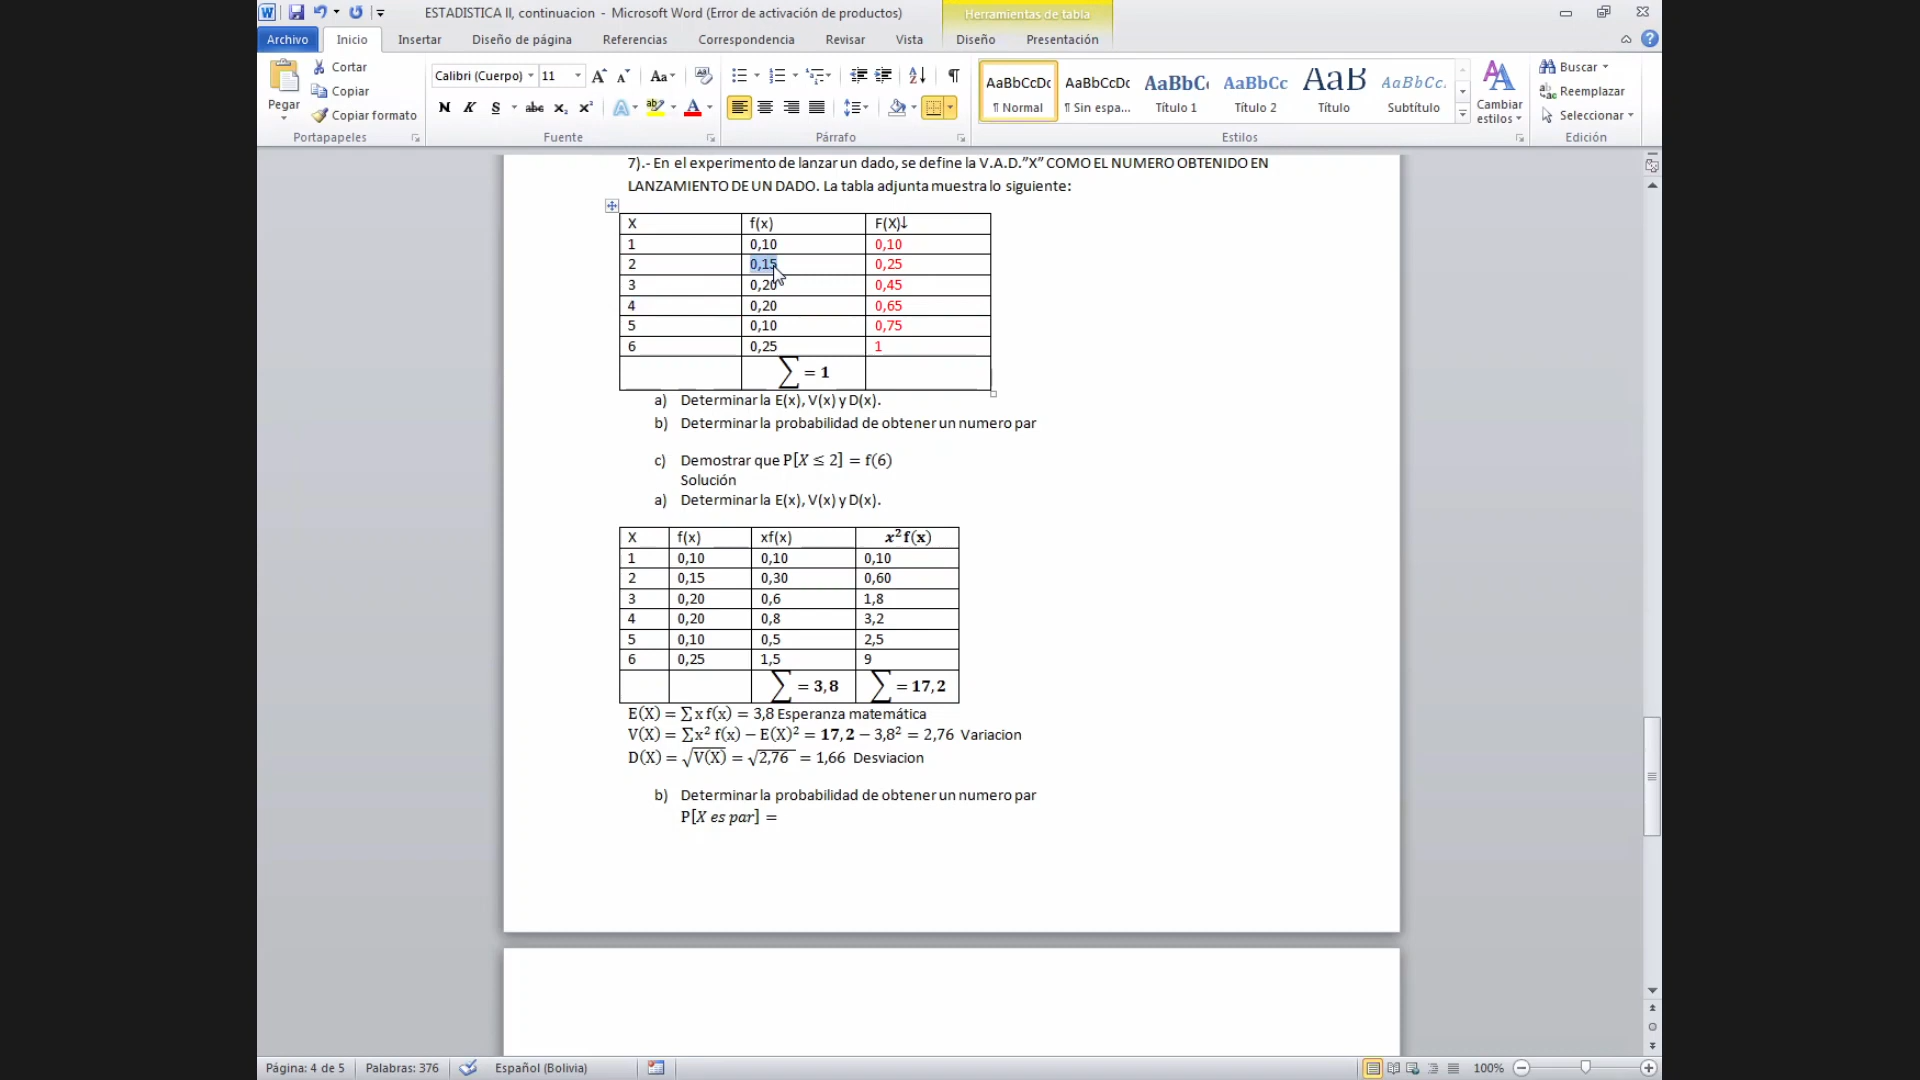 ESTADISTICA II, continuacion - Microsoft Word (Error de activación de productos)
Herramientas de tabla
Archivo Inicio Insertar Diseño de página Referencias Correspondencia Revisar Vista Diseño Presentación
Pegar
Cortar
Copiar
Copiar formato
Portapapeles
Calibri (Cuerpo) 11
N K S abc x₂ x²
Fuente
Párrafo
AaBbCcDc AaBbCcDc AaBbC AaBbCc AaB AaBbCc.
¶ Normal ¶ Sin espa... Título 1 Título 2 Título Subtítulo
Cambiar estilos
Estilos
Buscar
Reemplazar
Seleccionar
Edición
7).- En el experimento de lanzar un dado, se define la V.A.D."X" COMO EL NUMERO OBTENIDO EN
LANZAMIENTO DE UN DADO. La tabla adjunta muestra lo siguiente:
X f(x) F(X)↓
1 0,10 0,10
2 0,15 0,25
3 0,20 0,45
4 0,20 0,65
5 0,10 0,75
6 0,25 1
∑ = 1
a) Determinar la E(x), V(x) y D(x).
b) Determinar la probabilidad de obtener un numero par
c) Demostrar que P[X ≤ 2] = f(6)
Solución
a) Determinar la E(x), V(x) y D(x).
X f(x) xf(x) x²f(x)
1 0,10 0,10 0,10
2 0,15 0,30 0,60
3 0,20 0,6 1,8
4 0,20 0,8 3,2
5 0,10 0,5 2,5
6 0,25 1,5 9
∑ = 3,8 ∑ = 17,2
E(X) = ∑x f(x) = 3,8 Esperanza matemática
V(X) = ∑x² f(x) − E(X)² = 17,2 − 3,8² = 2,76 Variacion
D(X) = √V(X) = √2,76 = 1,66 Desviacion
b) Determinar la probabilidad de obtener un numero par
P[X es par] =
Página: 4 de 5 Palabras: 376 Español (Bolivia) 100%